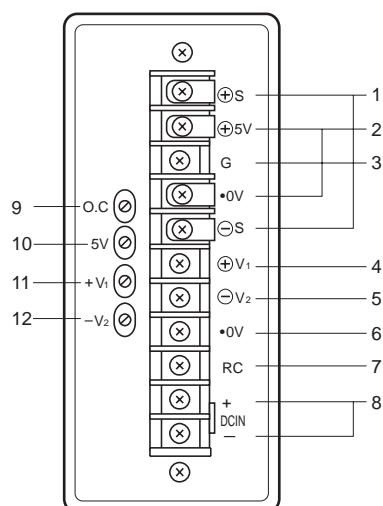 ⊕S 1
⊕5V 2
G 3
•0V
9 O.C
⊖S
10 5V
⊕V₁ 4
11 +V₁
⊖V₂ 5
12 −V₂
•0V 6
RC 7
+ 8
DCIN
−